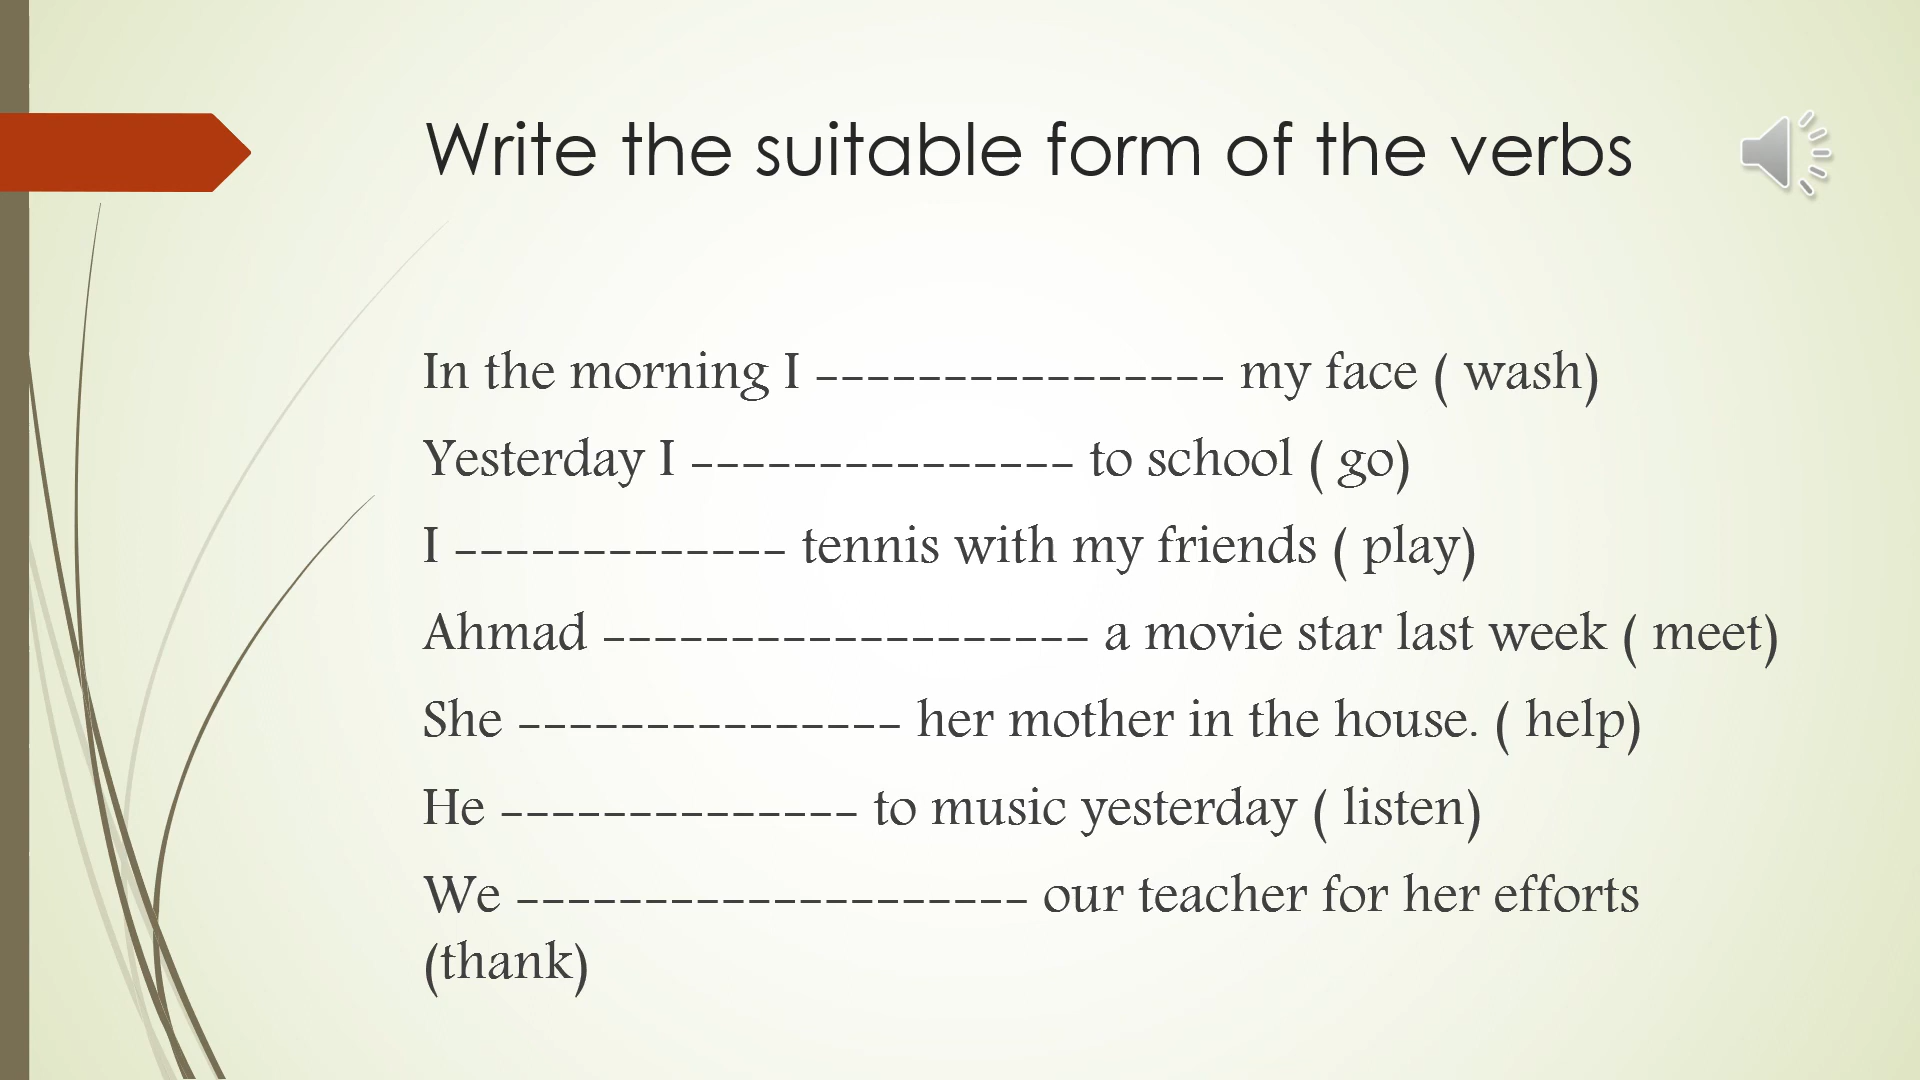 Write the suitable form of the verbs
In the morning I ---------------- my face ( wash)
Yesterday I --------------- to school ( go)
I ------------- tennis with my friends ( play)
Ahmad ------------------- a movie star last week ( meet)
She --------------- her mother in the house. ( help)
He -------------- to music yesterday ( listen)
We -------------------- our teacher for her efforts
(thank)